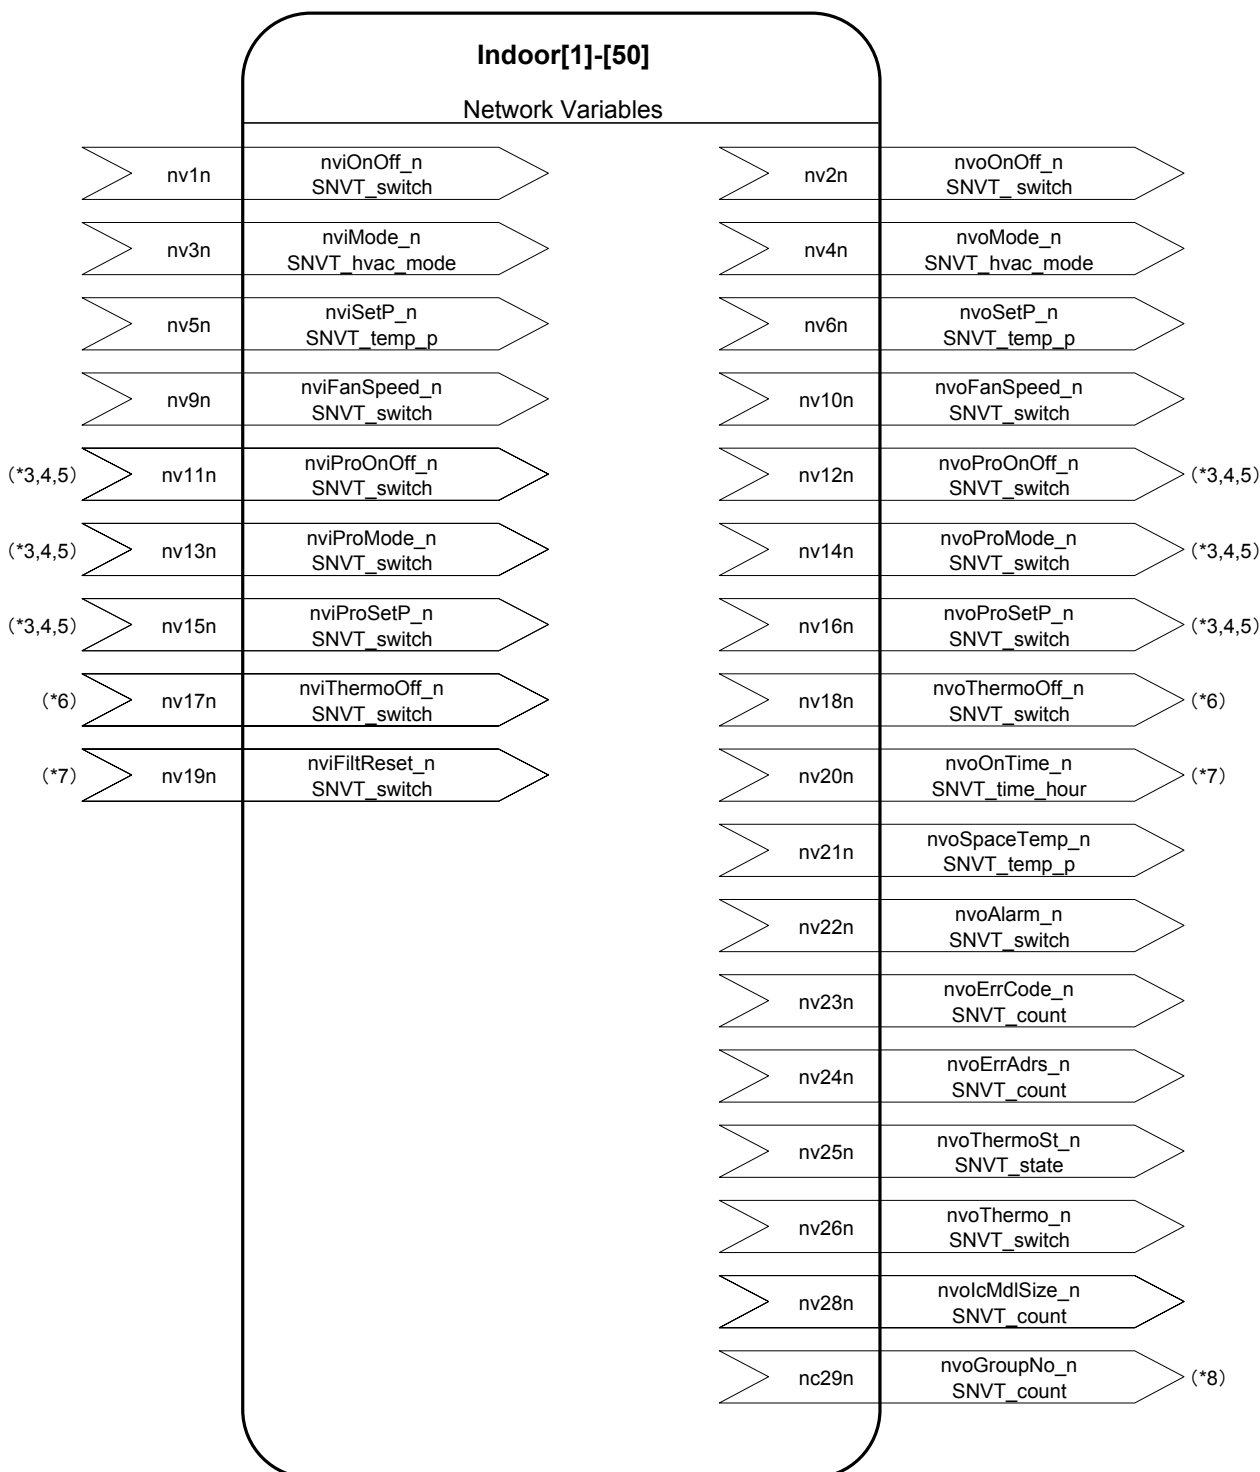 Indoor[1]-[50]
Network Variables
nv1n
nviOnOff_n
SNVT_switch
nv2n
nvoOnOff_n
SNVT_ switch
nv3n
nviMode_n
SNVT_hvac_mode
nv4n
nvoMode_n
SNVT_hvac_mode
nv5n
nviSetP_n
SNVT_temp_p
nv6n
nvoSetP_n
SNVT_temp_p
nv9n
nviFanSpeed_n
SNVT_switch
nv10n
nvoFanSpeed_n
SNVT_switch
(*3,4,5)
nv11n
nviProOnOff_n
SNVT_switch
nv12n
nvoProOnOff_n
SNVT_switch
(*3,4,5)
(*3,4,5)
nv13n
nviProMode_n
SNVT_switch
nv14n
nvoProMode_n
SNVT_switch
(*3,4,5)
(*3,4,5)
nv15n
nviProSetP_n
SNVT_switch
nv16n
nvoProSetP_n
SNVT_switch
(*3,4,5)
(*6)
nv17n
nviThermoOff_n
SNVT_switch
nv18n
nvoThermoOff_n
SNVT_switch
(*6)
(*7)
nv19n
nviFiltReset_n
SNVT_switch
nv20n
nvoOnTime_n
SNVT_time_hour
(*7)
nv21n
nvoSpaceTemp_n
SNVT_temp_p
nv22n
nvoAlarm_n
SNVT_switch
nv23n
nvoErrCode_n
SNVT_count
nv24n
nvoErrAdrs_n
SNVT_count
nv25n
nvoThermoSt_n
SNVT_state
nv26n
nvoThermo_n
SNVT_switch
nv28n
nvoIcMdlSize_n
SNVT_count
nc29n
nvoGroupNo_n
SNVT_count
(*8)